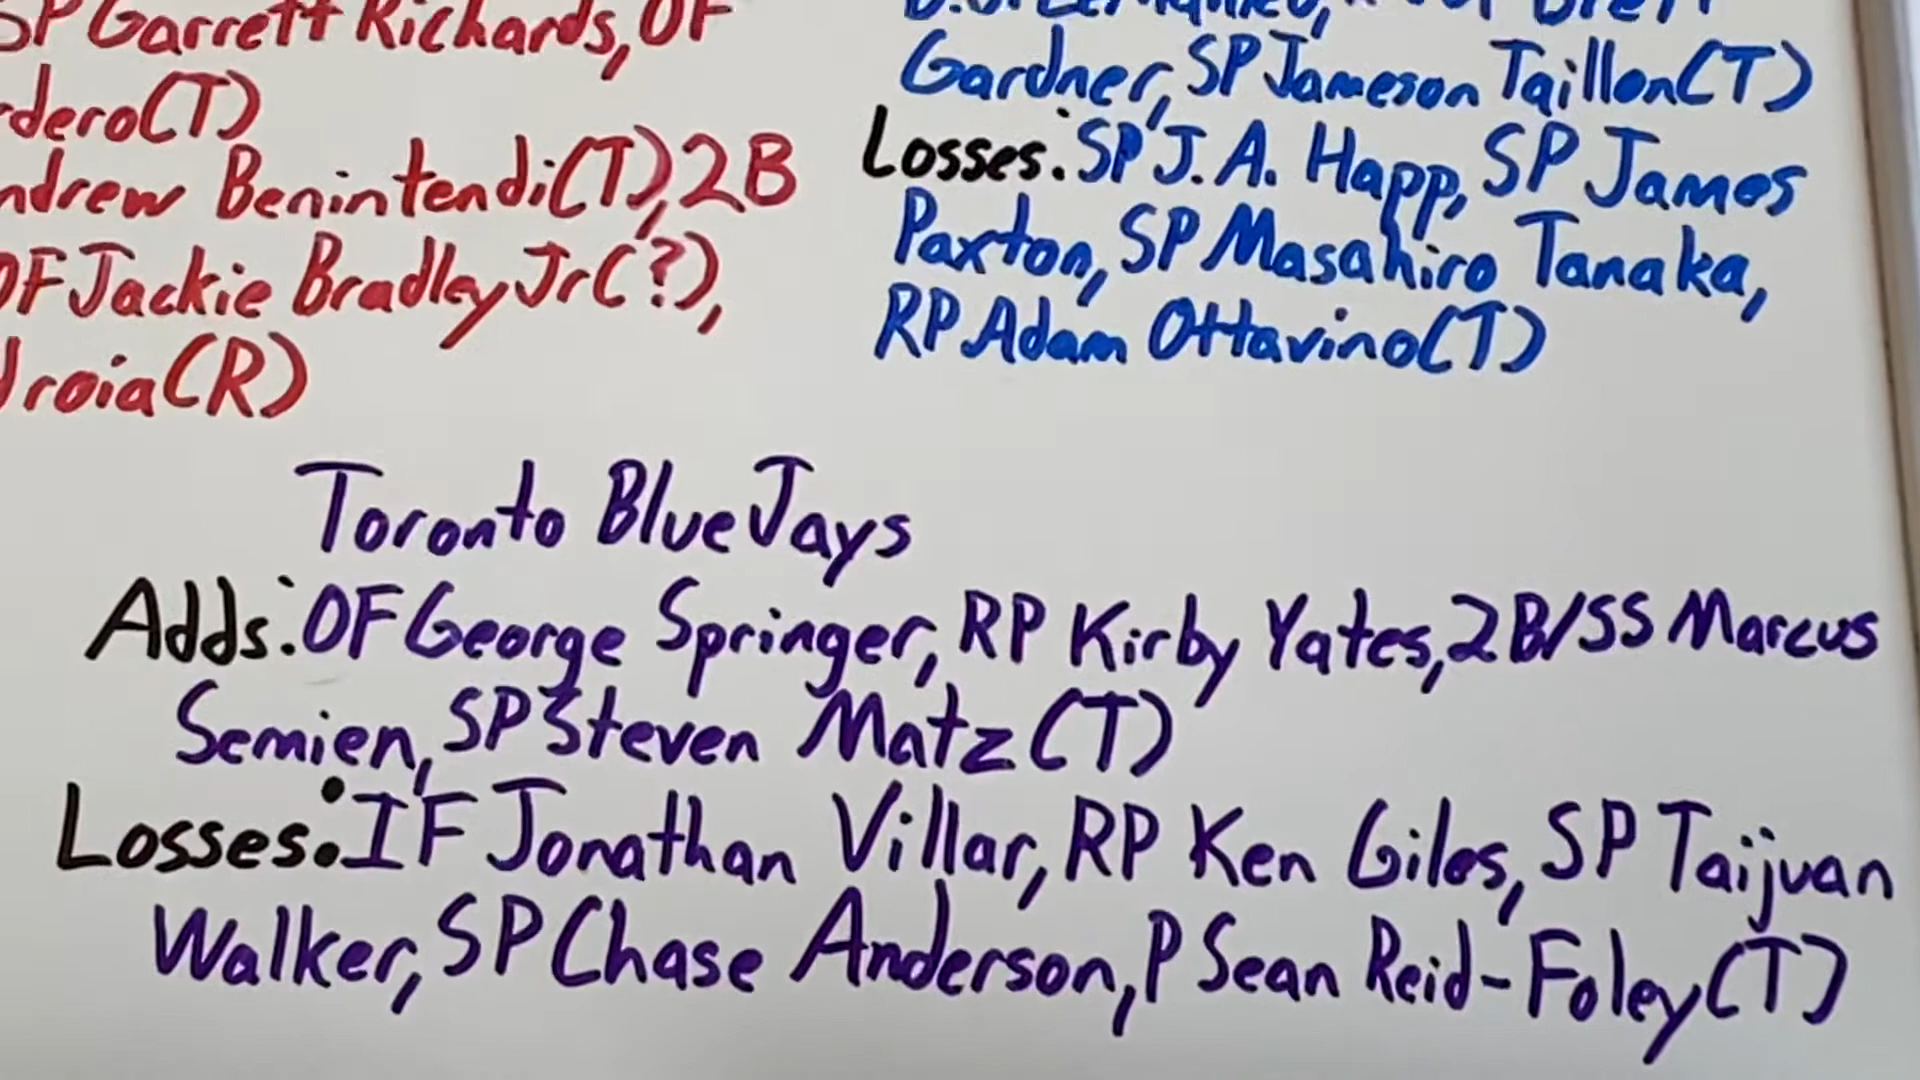 SP Garrett Richards, OF
rdero(T)
ndrew Benintendi(T), 2B
OF Jackie Bradley Jr(?),
droia(R)
Gardner, SP Jameson Taillon(T)
Losses: SP J.A. Happ, SP James
Paxton, SP Masahiro Tanaka,
RP Adam Ottavino(T)
Toronto Blue Jays
Adds: OF George Springer, RP Kirby Yates, 2B/SS Marcus
Semien, SP Steven Matz(T)
Losses: IF Jonathan Villar, RP Ken Giles, SP Taijuan
Walker, SP Chase Anderson, P Sean Reid-Foley(T)